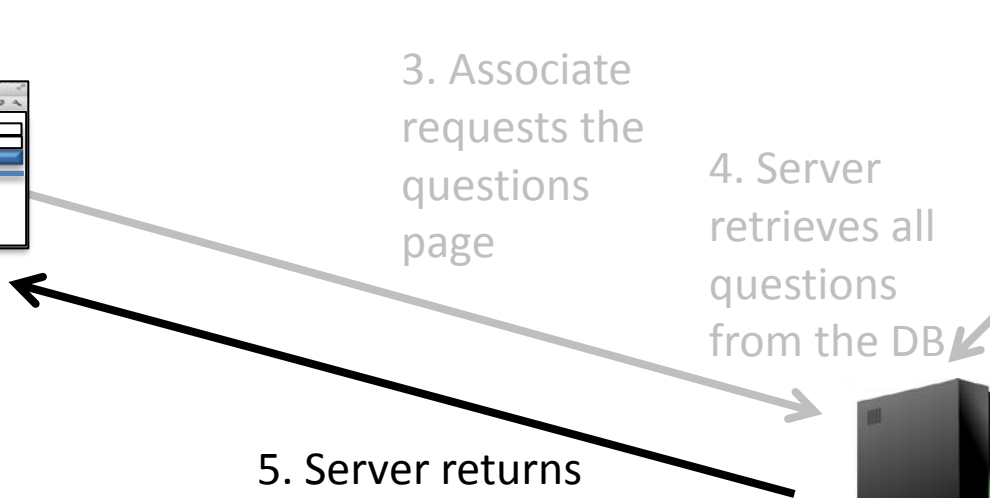 3. Associate
requests the
questions
page
4. Server
retrieves all
questions
from the DB
5. Server returns